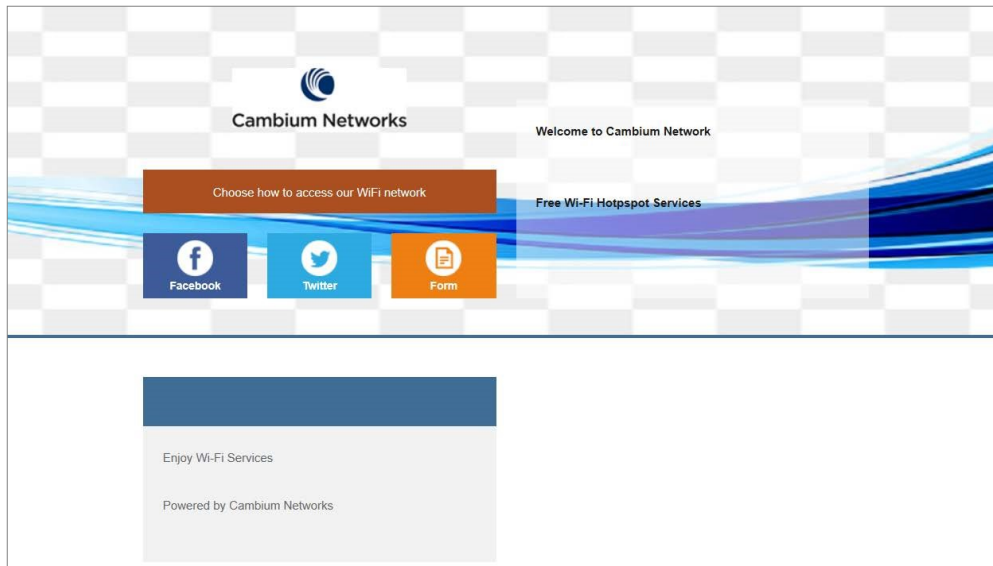 Cambium Networks
Welcome to Cambium Network
Choose how to access our WiFi network
Free Wi-Fi Hotpspot Services
Facebook
Twitter
Form
Enjoy Wi-Fi Services
Powered by Cambium Networks